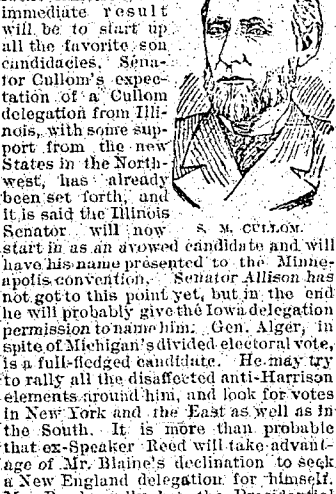 immediate result
will be to start up
all the favorite son
candidacies. Sena-
tor Cullom's expec-
tation of a Cullom
delegation from Illi-
nois, with some sup-
port from the new
States in the North-
west, has already
been set forth, and
it is said the Illinois
Senator will now
S. M. CULLOM.
start in as an avowed candidate and will
have his name presented to the Minne-
apolis convention. Senator Allison has
not got to this point yet, but in the end
he will probably give the Iowa delegation
permission to name him. Gen. Alger, in
spite of Michigan's divided electoral vote,
is a full-fledged candidate. He may try
to rally all the disaffected anti-Harrison
elements around him, and look for votes
in New York and the East as well as in
the South. It is more than probable
that ex-Speaker Reed will take advant-
age of Mr. Blaine's declination to seek
a New England delegation for himself.